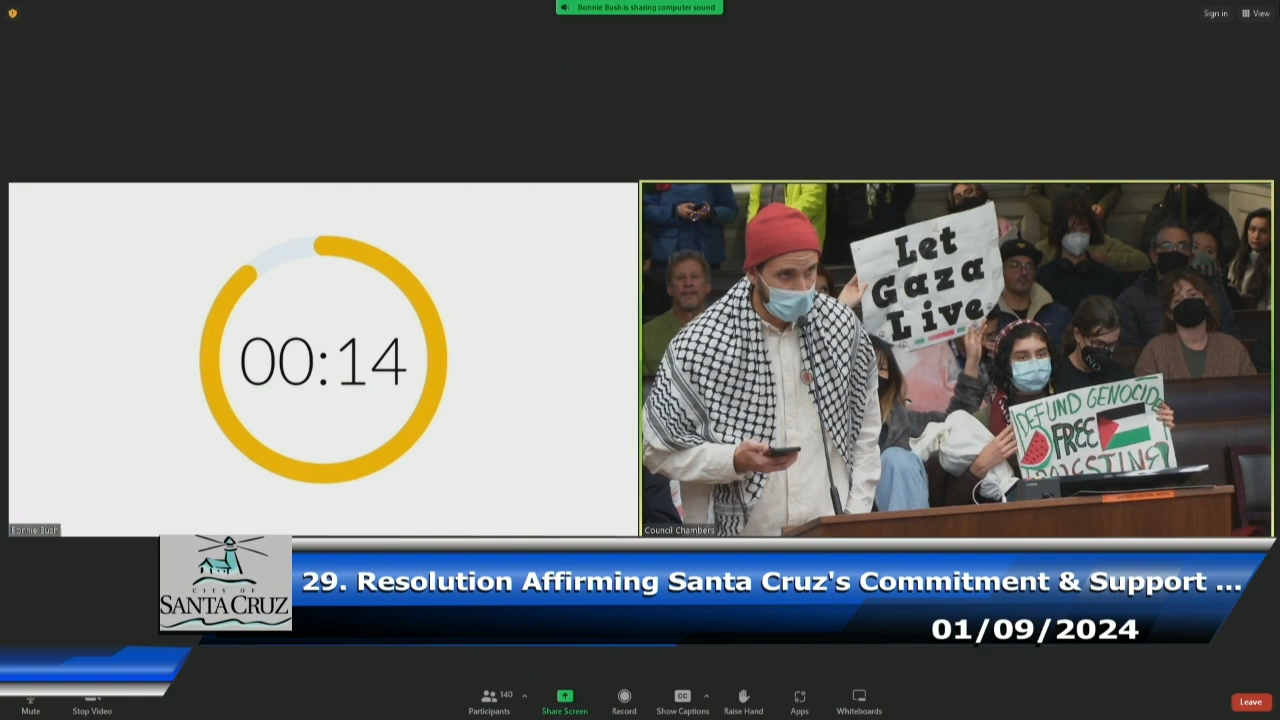 Bonnie Bush is sharing computer sound
Sign in
View
00:14
Let
Gaza
Live
DEFUND GENOCIDE
FREE
PALESTINE
Bonnie Bush
Council Chambers
CITY OF
SANTA CRUZ
29. Resolution Affirming Santa Cruz's Commitment & Support ...
01/09/2024
Mute
Stop Video
Participants
140
Share Screen
Record
CC
Show Captions
Raise Hand
Apps
Whiteboards
Leave